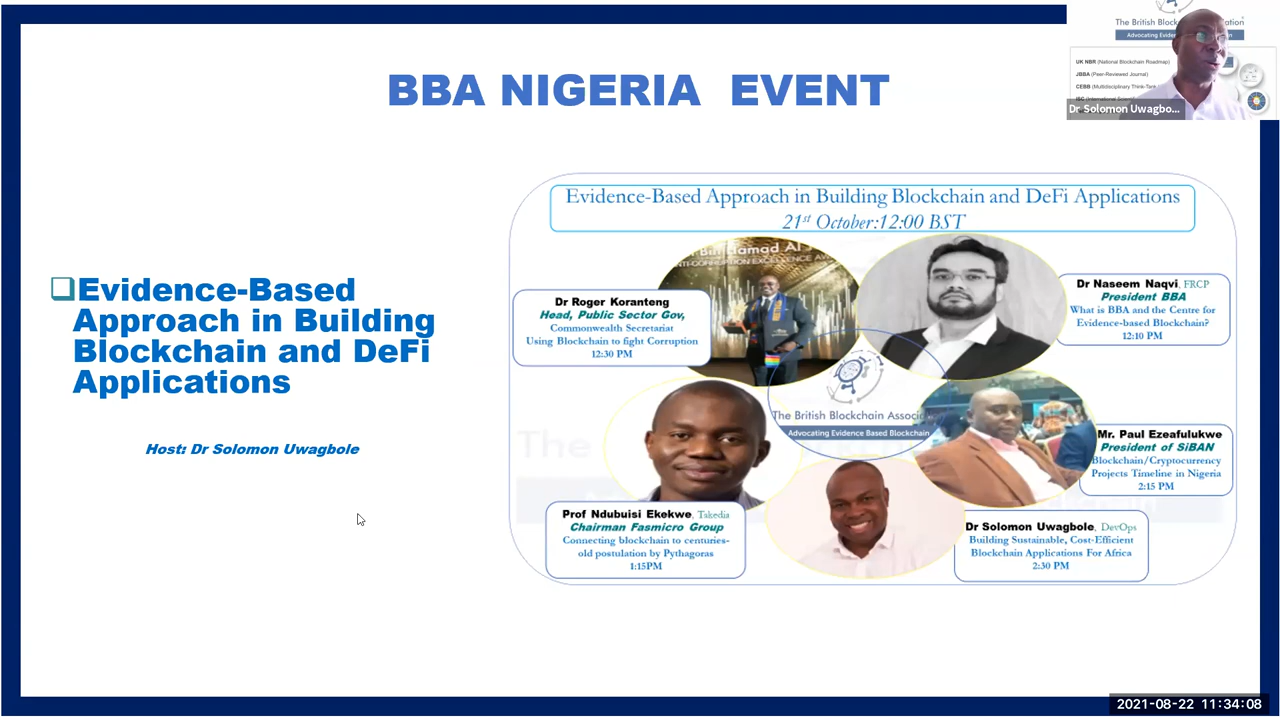 BBA NIGERIA EVENT
The British Block
Advocating Evide
UK NBR (National Blockchain Roadmap)
JBBA (Peer-Reviewed Journal)
CEBB (Multidisciplinary Think-Tank
Dr Solomon Uwagbo...
Evidence-Based
Approach in Building
Blockchain and DeFi
Applications
Host: Dr Solomon Uwagbole
Evidence-Based Approach in Building Blockchain and DeFi Applications
21st October:12:00 BST
Dr Roger Koranteng
Head, Public Sector Gov,
Commonwealth Secretariat
Using Blockchain to fight Corruption
12:30 PM
Dr Naseem Naqvi, FRCP
President BBA
What is BBA and the Centre for
Evidence-based Blockchain?
12:10 PM
The British Blockchain Associ
Advocating Evidence Based Blockchain
Mr. Paul Ezeafulukwe
President of SiBAN
Blockchain/Cryptocurrency
Projects Timeline in Nigeria
2:15 PM
Prof Ndubuisi Ekekwe, Tekedia
Chairman Fasmicro Group
Connecting blockchain to centuries-
old postulation by Pythagoras
1:15PM
Dr Solomon Uwagbole, DevOps
Building Sustainable, Cost-Efficient
Blockchain Applications For Africa
2:30 PM
2021-08-22 11:34:08